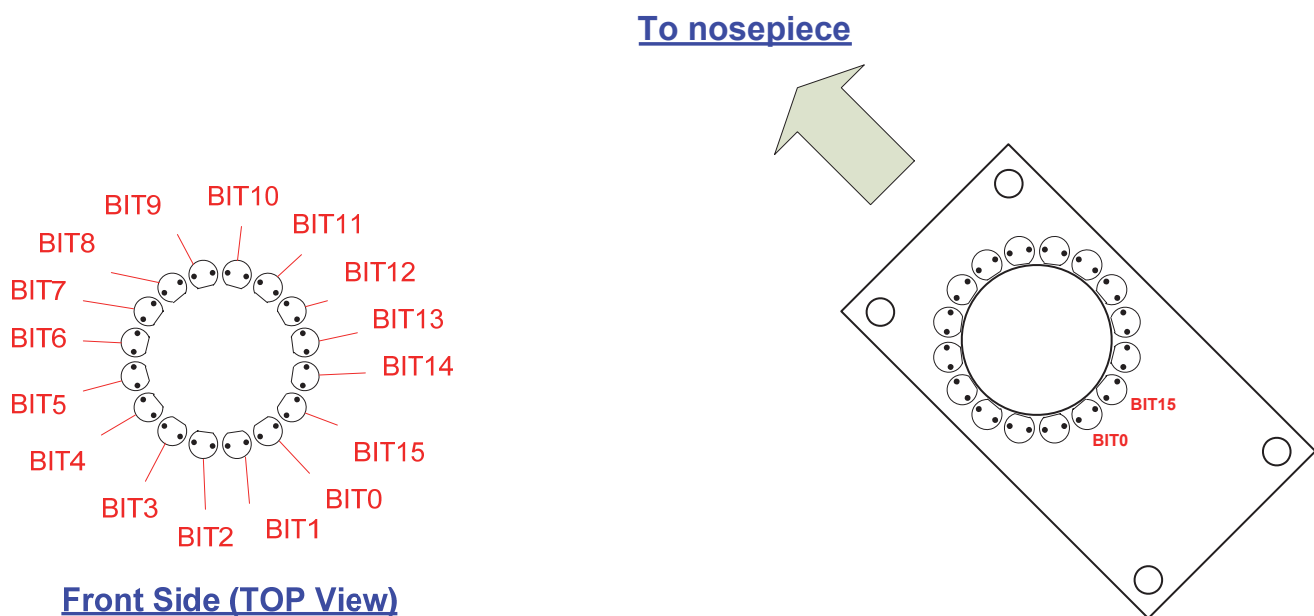 To nosepiece
BIT10
BIT9
BIT11
BIT8
BIT12
BIT7
BIT13
BIT6
BIT14
BIT5
BIT15
BIT4
BIT3
BIT0
BIT2
BIT1
BIT15
BIT0
Front Side (TOP View)